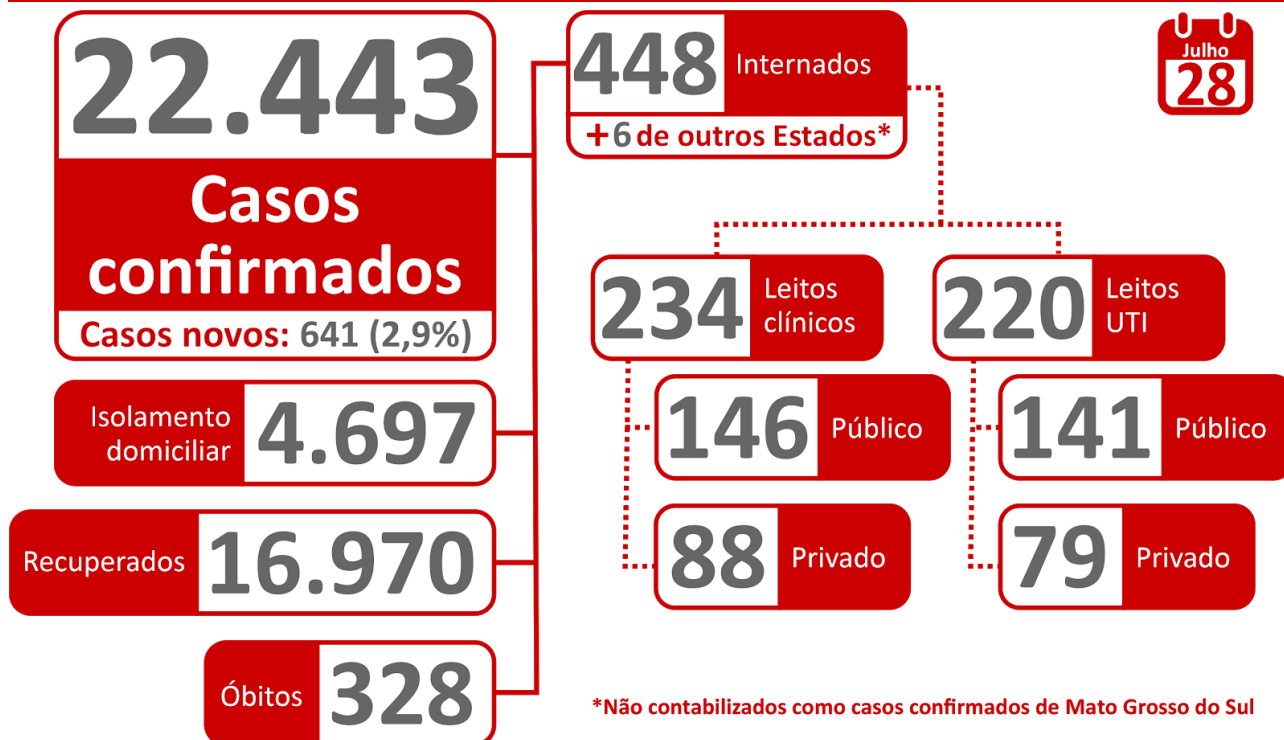 22.443
Casos
confirmados
Casos novos: 641 (2,9%)
Isolamento
domiciliar
4.697
Recuperados
16.970
Óbitos
328
448
Internados
+6 de outros Estados*
Julho
28
234
Leitos
clínicos
146
Público
88
Privado
220
Leitos
UTI
141
Público
79
Privado
*Não contabilizados como casos confirmados de Mato Grosso do Sul